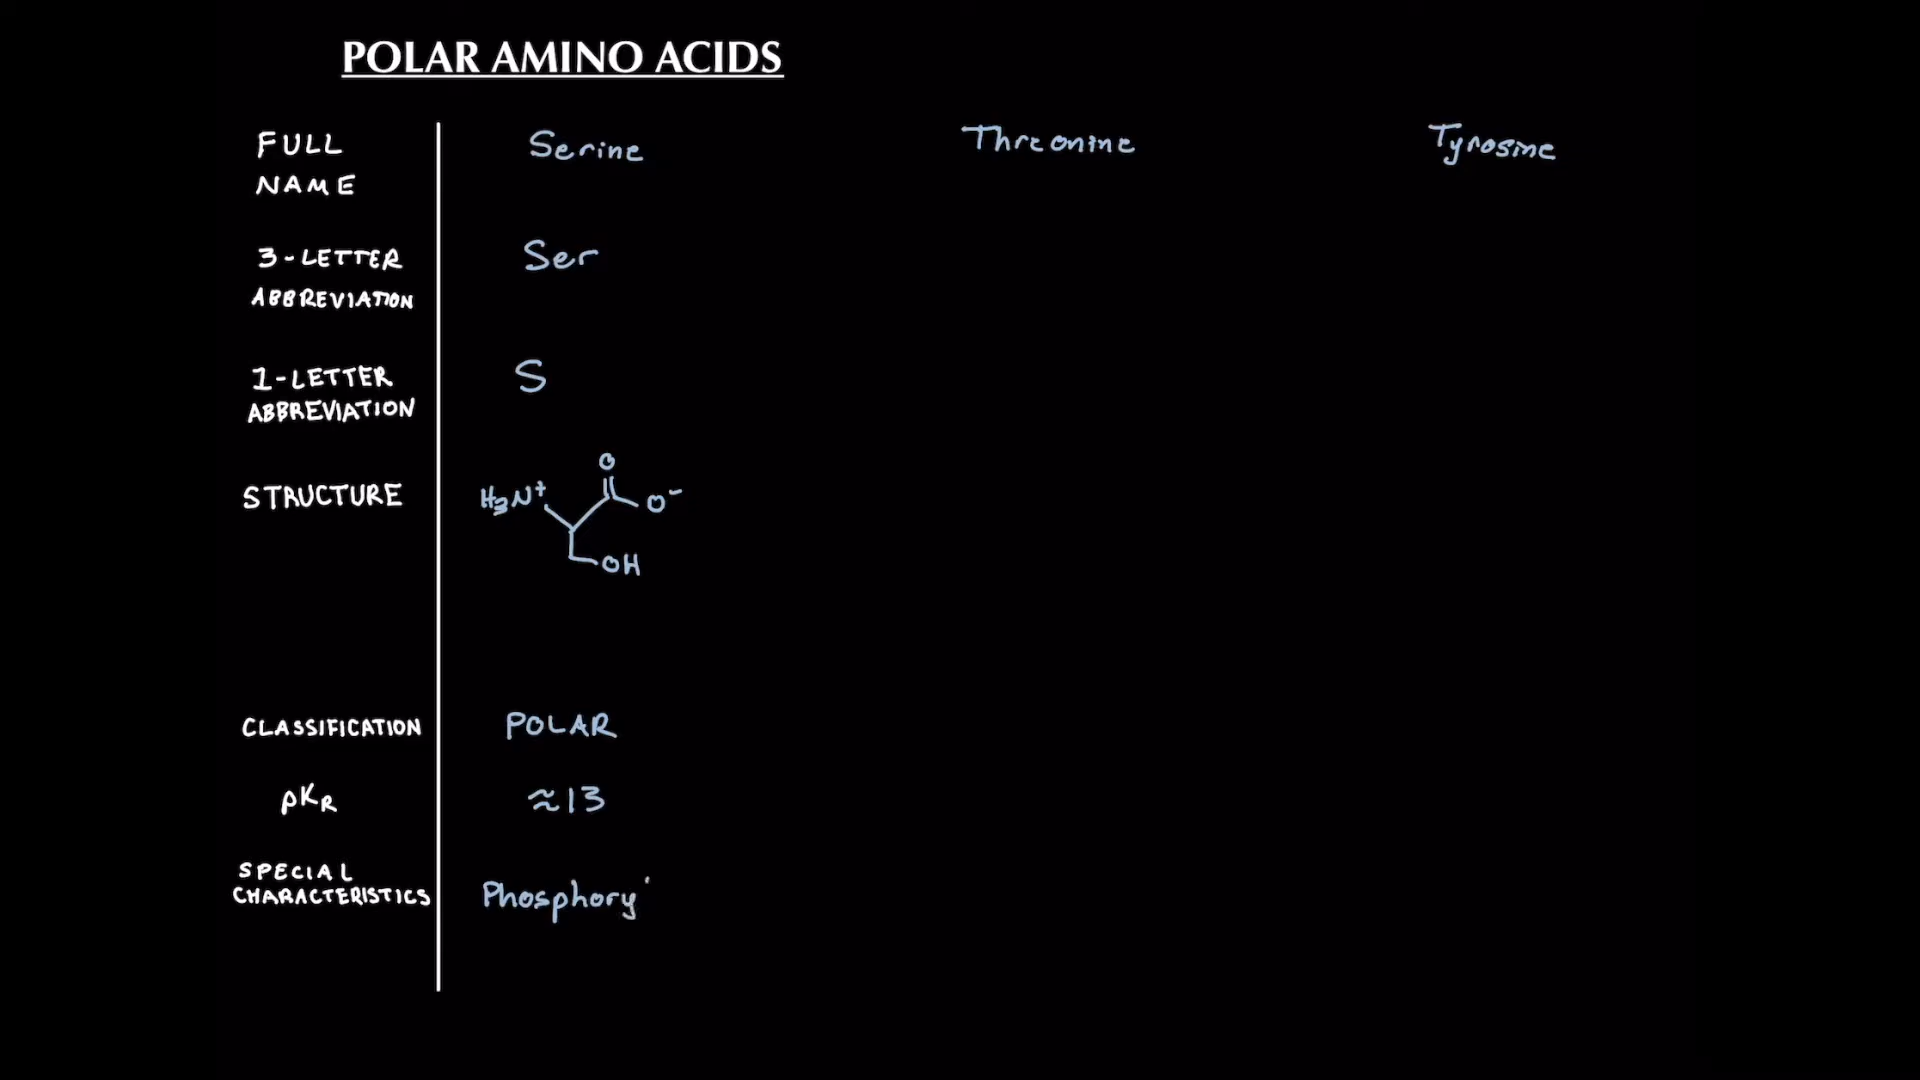 POLAR AMINO ACIDS
FULL NAME
Serine
Threonine
Tyrosine
3-LETTER ABBREVIATION
Ser
1-LETTER ABBREVIATION
S
STRUCTURE
H3N+
O
O-
OH
CLASSIFICATION
POLAR
pKR
≈13
SPECIAL CHARACTERISTICS
Phosphory